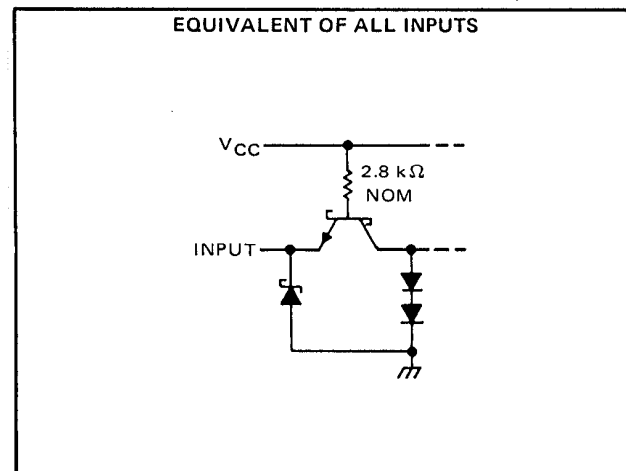 EQUIVALENT OF ALL INPUTS
VCC
2.8 kΩ
NOM
INPUT